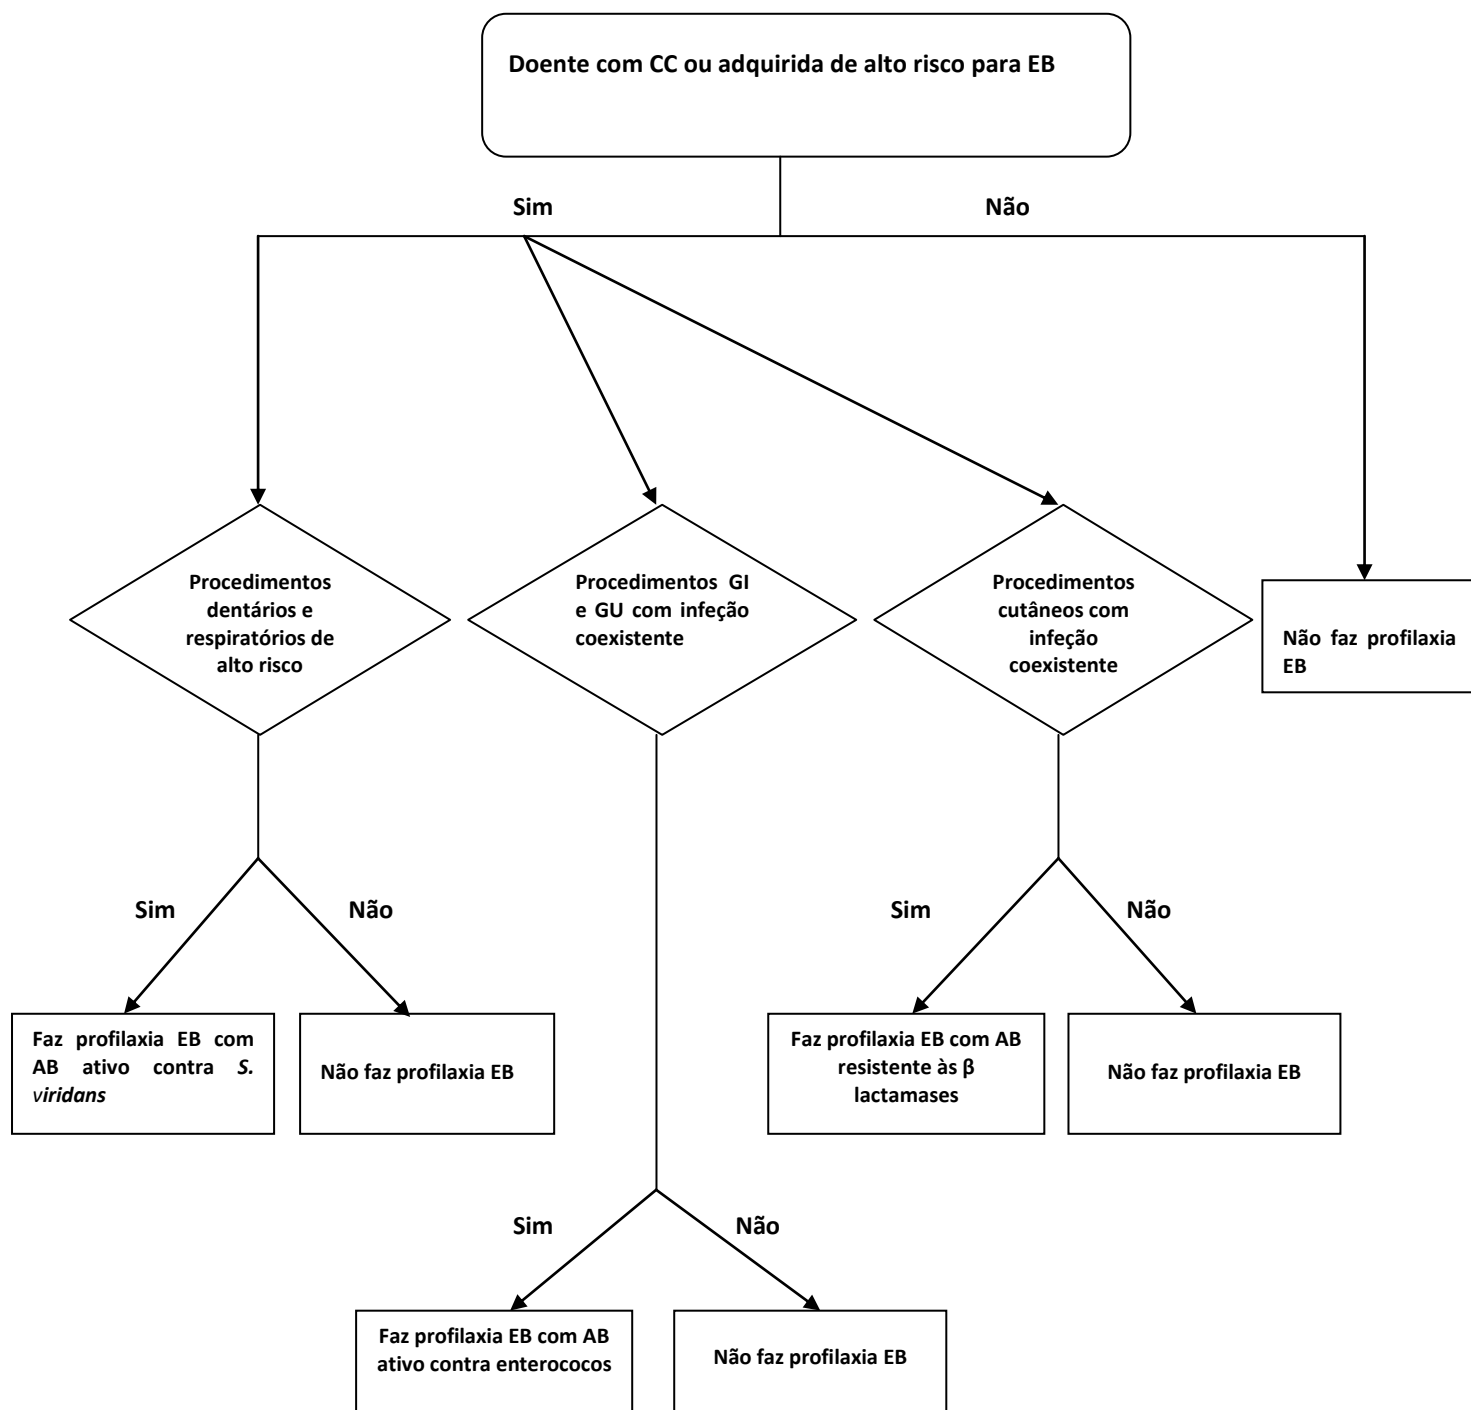 Doente com CC ou adquirida de alto risco para EB
Sim
Não
Procedimentos
dentários e
respiratórios de
alto risco
Procedimentos GI
e GU com infeção
coexistente
Procedimentos
cutâneos com
infeção
coexistente
Não faz profilaxia
EB
Sim
Não
Sim
Não
Faz profilaxia EB com
AB ativo contra S.
viridans
Não faz profilaxia EB
Faz profilaxia EB com AB
resistente às β
lactamases
Não faz profilaxia EB
Sim
Não
Faz profilaxia EB com AB
ativo contra enterococos
Não faz profilaxia EB